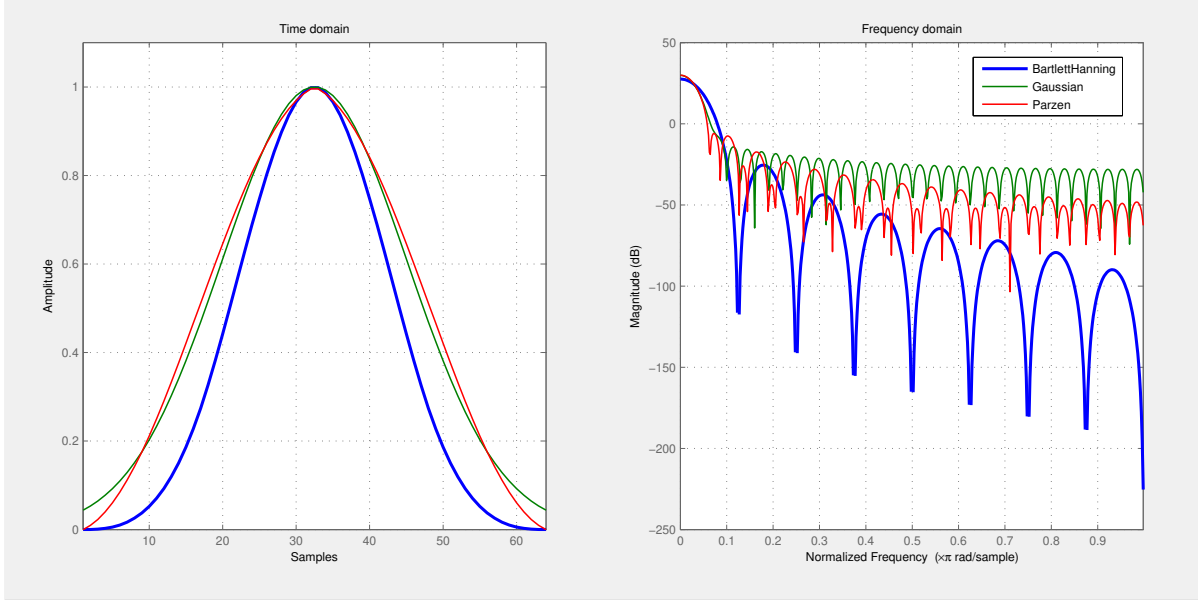 Time domain
Amplitude
1
0.8
0.6
0.4
0.2
0
10 20 30 40 50 60
Samples
Frequency domain
Magnitude (dB)
50
0
−50
−100
−150
−200
−250
0 0.1 0.2 0.3 0.4 0.5 0.6 0.7 0.8 0.9
Normalized Frequency (×π rad/sample)
BartlettHanning
Gaussian
Parzen